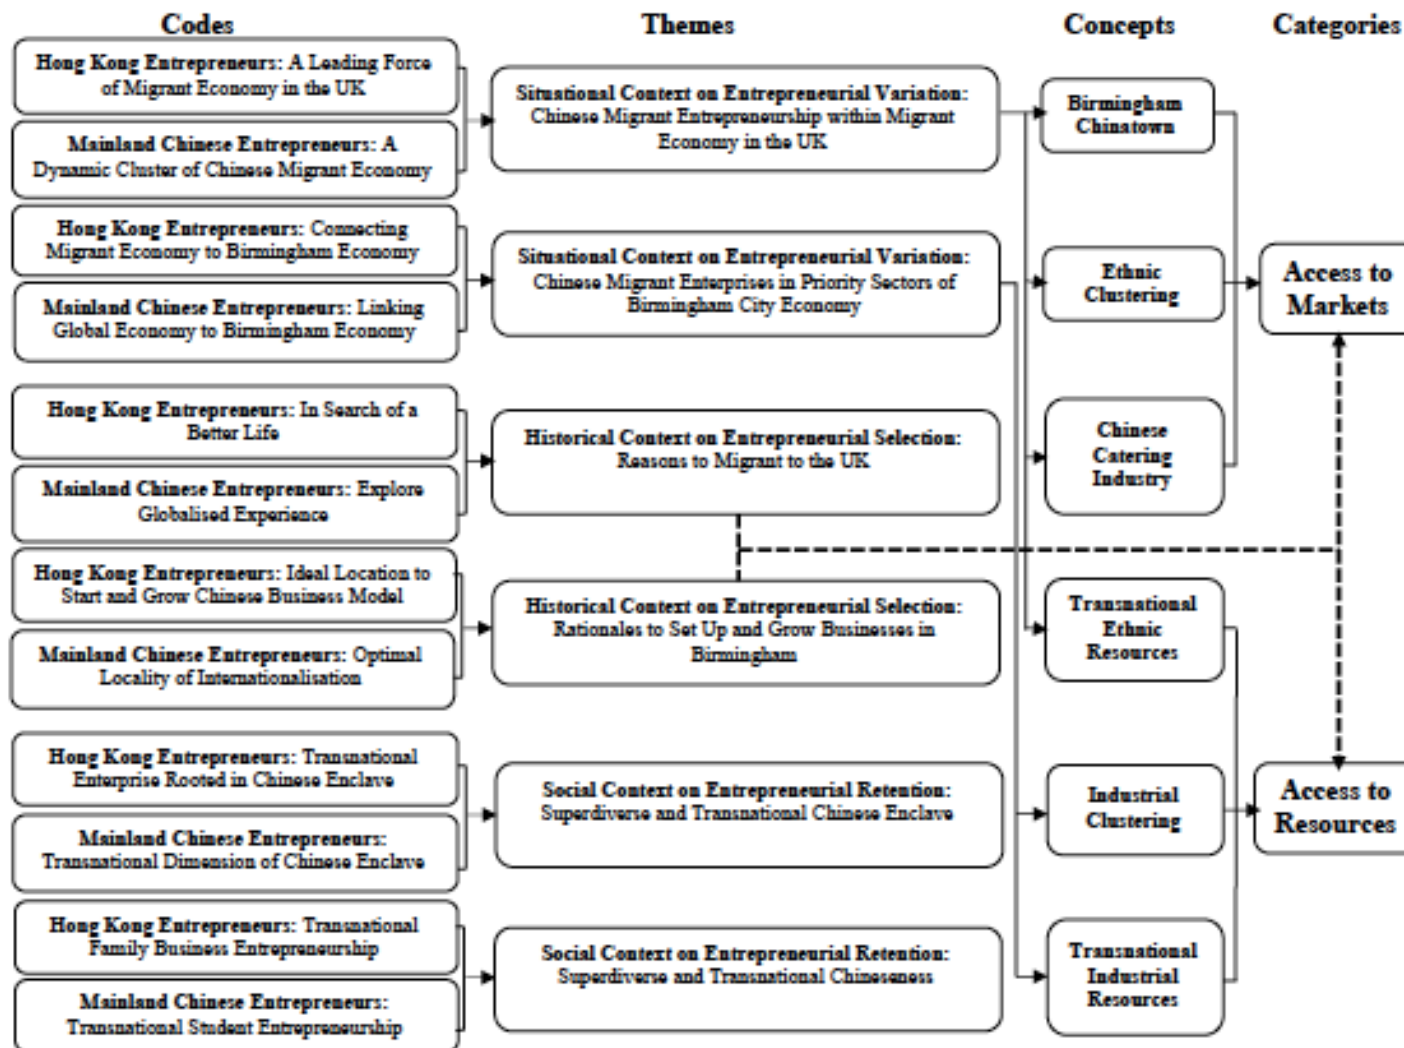 Codes
Themes
Concepts
Categories
Hong Kong Entrepreneurs: A Leading Force
of Migrant Economy in the UK
Mainland Chinese Entrepreneurs: A
Dynamic Cluster of Chinese Migrant Economy
Hong Kong Entrepreneurs: Connecting
Migrant Economy to Birmingham Economy
Mainland Chinese Entrepreneurs: Linking
Global Economy to Birmingham Economy
Hong Kong Entrepreneurs: In Search of a
Better Life
Mainland Chinese Entrepreneurs: Explore
Globalised Experience
Hong Kong Entrepreneurs: Ideal Location to
Start and Grow Chinese Business Model
Mainland Chinese Entrepreneurs: Optimal
Locality of Internationalisation
Hong Kong Entrepreneurs: Transnational
Enterprise Rooted in Chinese Enclave
Mainland Chinese Entrepreneurs:
Transnational Dimension of Chinese Enclave
Hong Kong Entrepreneurs: Transnational
Family Business Entrepreneurship
Mainland Chinese Entrepreneurs:
Transnational Student Entrepreneurship
Situational Context on Entrepreneurial Variation:
Chinese Migrant Entrepreneurship within Migrant
Economy in the UK
Situational Context on Entrepreneurial Variation:
Chinese Migrant Enterprises in Priority Sectors of
Birmingham City Economy
Historical Context on Entrepreneurial Selection:
Reasons to Migrant to the UK
Historical Context on Entrepreneurial Selection:
Rationales to Set Up and Grow Businesses in
Birmingham
Social Context on Entrepreneurial Retention:
Superdiverse and Transnational Chinese Enclave
Social Context on Entrepreneurial Retention:
Superdiverse and Transnational Chineseness
Birmingham
Chinatown
Ethnic
Clustering
Chinese
Catering
Industry
Transnational
Ethnic
Resources
Industrial
Clustering
Transnational
Industrial
Resources
Access to
Markets
Access to
Resources